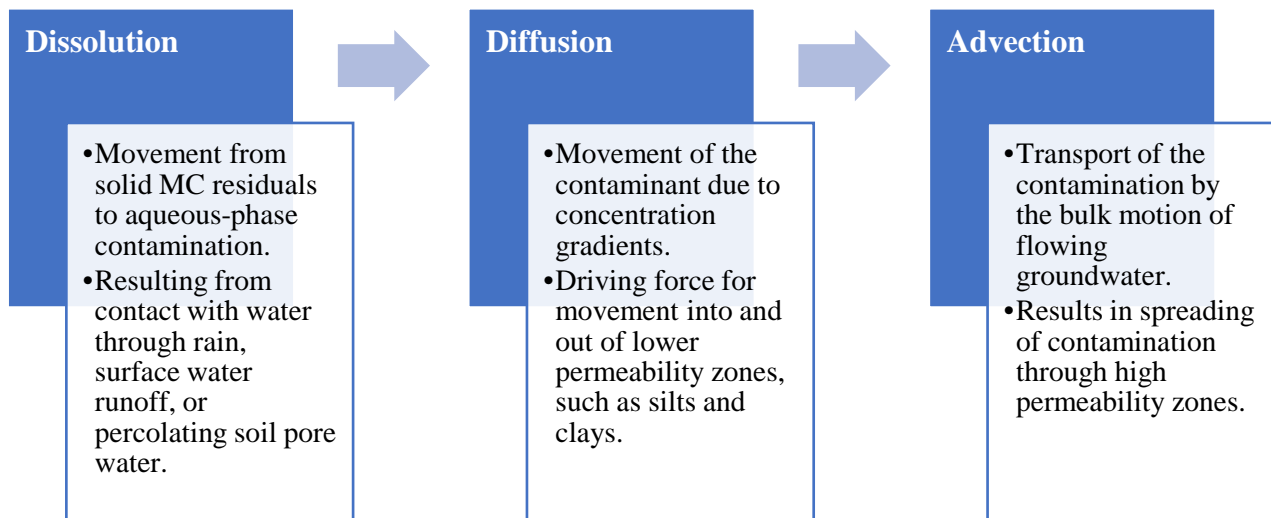 Dissolution
•Movement from
solid MC residuals
to aqueous-phase
contamination.
•Resulting from
contact with water
through rain,
surface water
runoff, or
percolating soil pore
water.
Diffusion
•Movement of the
contaminant due to
concentration
gradients.
•Driving force for
movement into and
out of lower
permeability zones,
such as silts and
clays.
Advection
•Transport of the
contamination by
the bulk motion of
flowing
groundwater.
•Results in spreading
of contamination
through high
permeability zones.